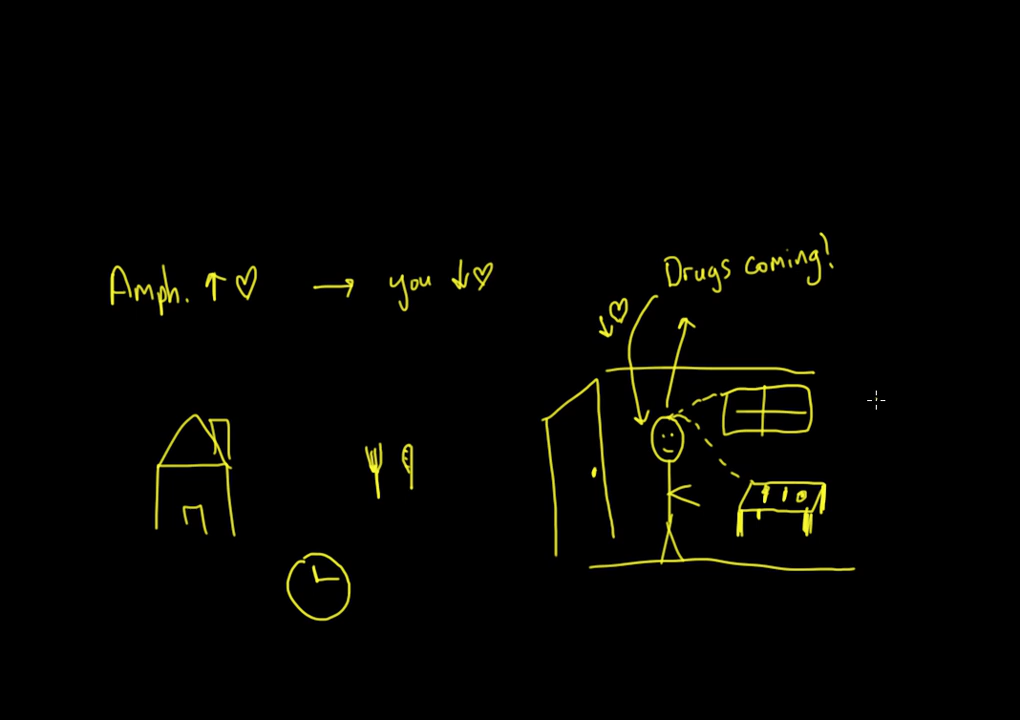 Drugs coming!
Amph. ↑ ♡ → you ↓ ♡
↓ ♡